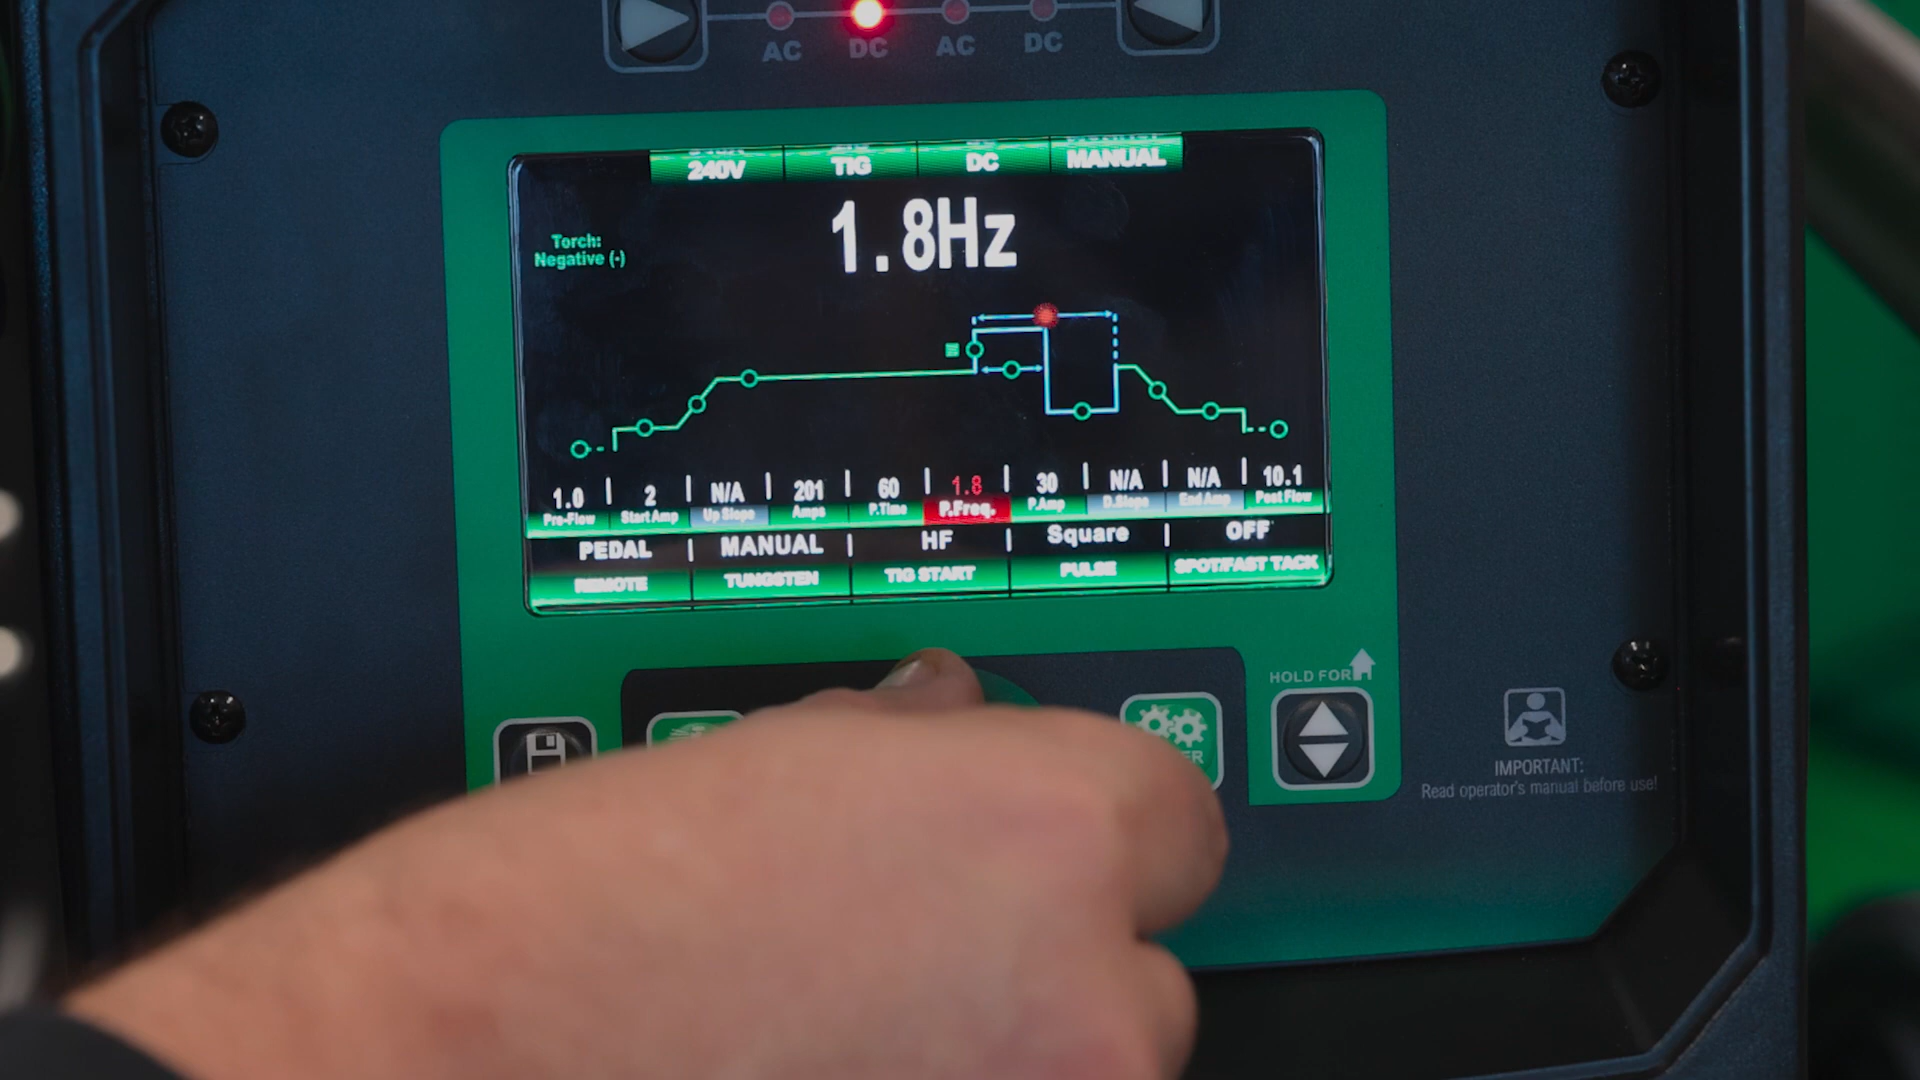 AC DC AC DC
240V TIG DC MANUAL
1.8Hz
Torch:
Negative (-)
1.0 2 N/A 201 60 1.8 30 N/A N/A 10.1
Pre-Flow Start Amp Up Slope Amps P.Time P.Freq. P.Amp D.Slope End Amp Post Flow
PEDAL MANUAL HF Square OFF
REMOTE TUNGSTEN TIG START PULSE SPOT/FAST TACK
HOLD FOR
IMPORTANT:
Read operator's manual before use!